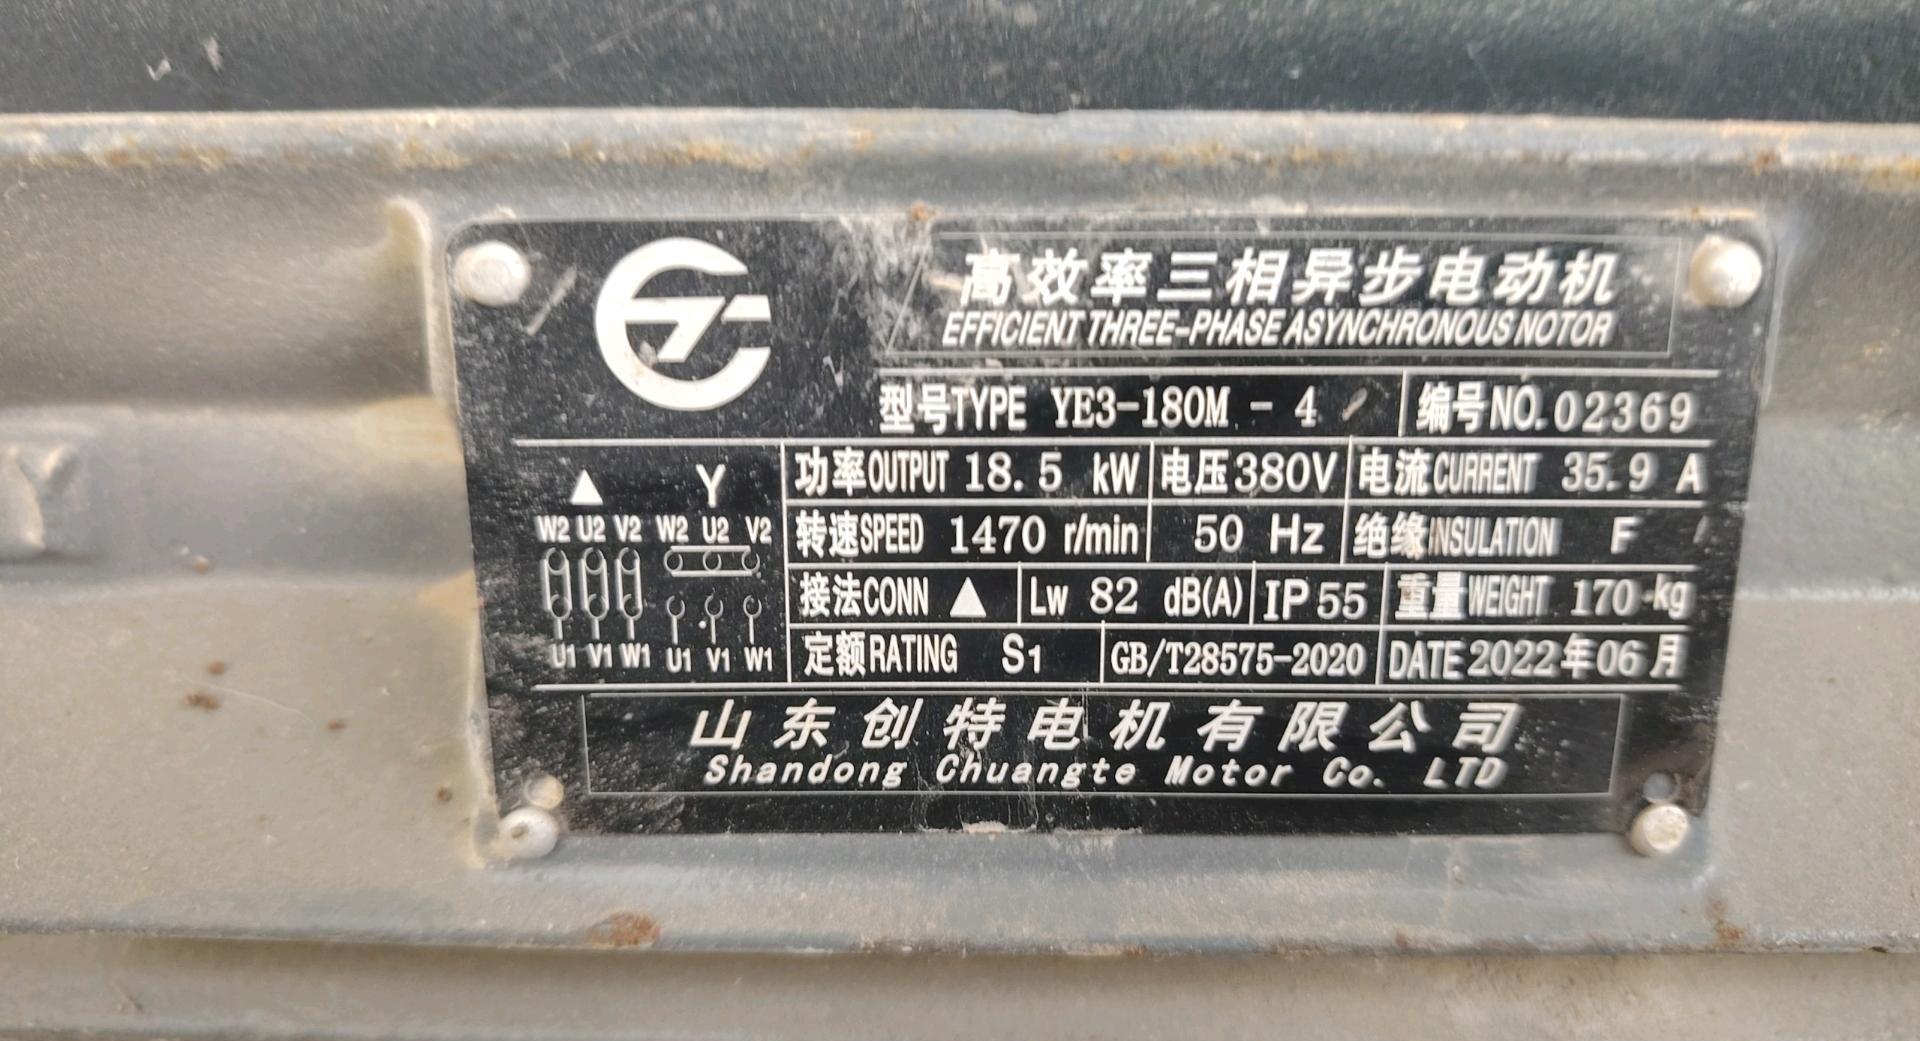 高效率三相异步电动机
EFFICIENT THREE-PHASE ASYNCHRONOUS NOTOR
型号TYPE YE3-180M - 4 编号NO.02369
▲ Y
W2 U2 V2 W2 U2 V2
U1 V1 W1 U1 V1 W1
功率OUTPUT 18.5 kW 电压380V 电流CURRENT 35.9 A
转速SPEED 1470 r/min 50 Hz 绝缘INSULATION F
接法CONN ▲ Lw 82 dB(A) IP 55 重量WEIGHT 170 kg
定额RATING S1 GB/T28575-2020 DATE 2022年06月
山东创特电机有限公司
Shandong Chuangte Motor Co. LTD